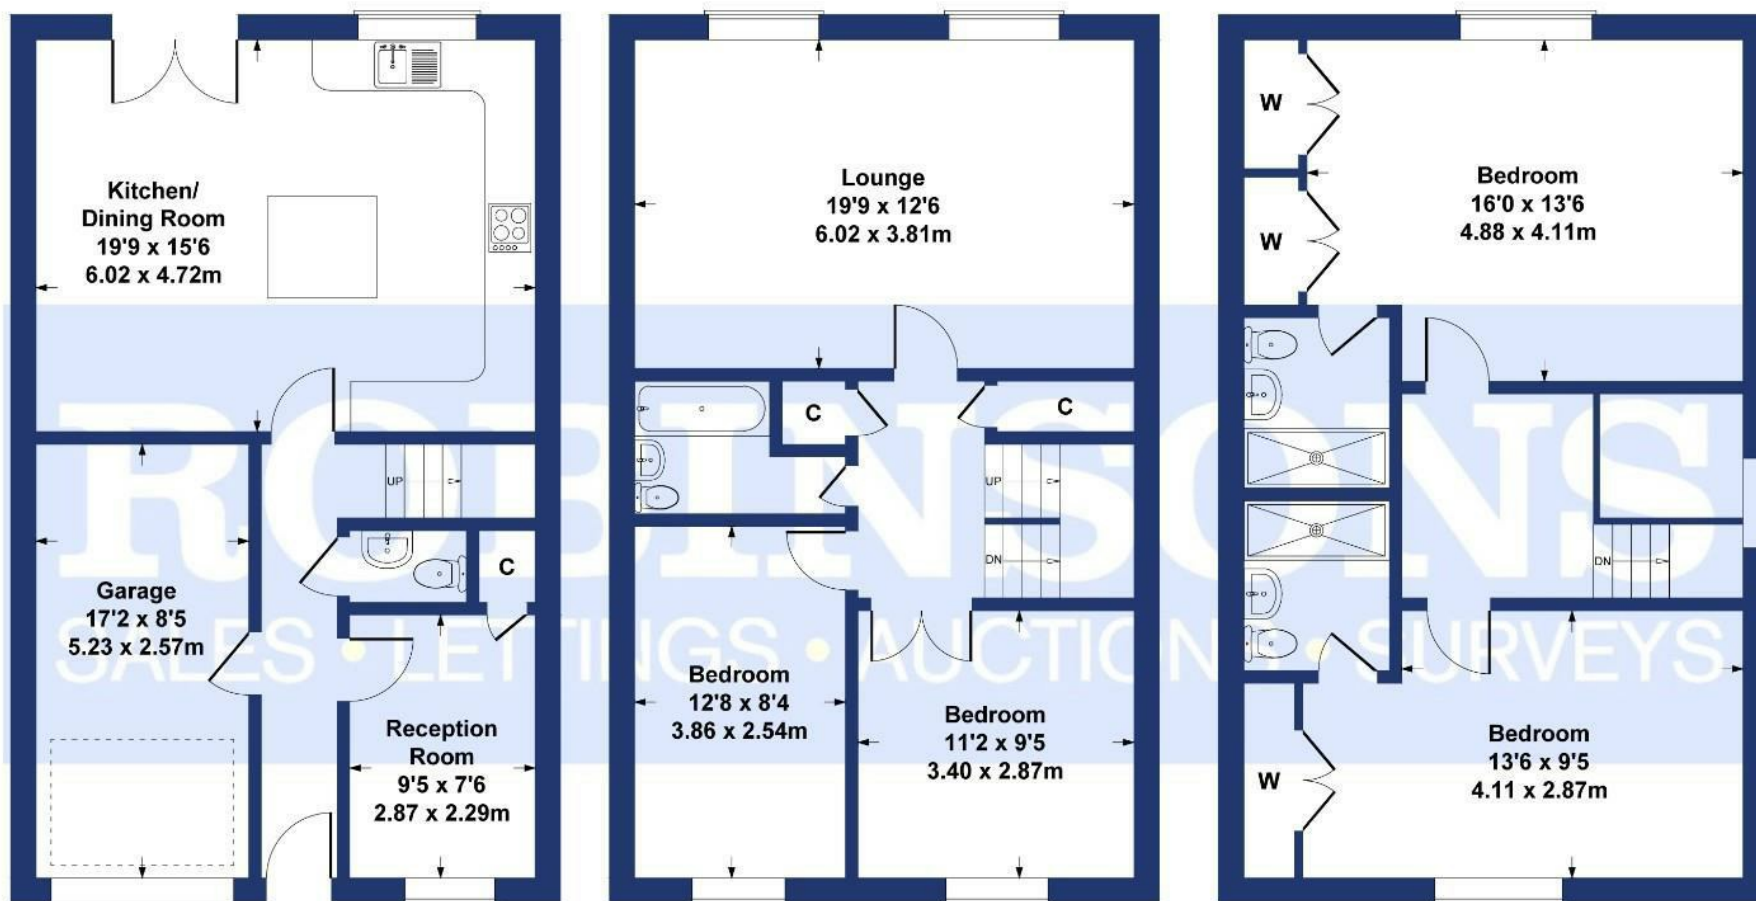 Kitchen/
Dining Room
19'9 x 15'6
6.02 x 4.72m
UP
C
Garage
17'2 x 8'5
5.23 x 2.57m
Reception
Room
9'5 x 7'6
2.87 x 2.29m
Lounge
19'9 x 12'6
6.02 x 3.81m
C
C
UP
DN
Bedroom
12'8 x 8'4
3.86 x 2.54m
Bedroom
11'2 x 9'5
3.40 x 2.87m
W
W
Bedroom
16'0 x 13'6
4.88 x 4.11m
DN
W
Bedroom
13'6 x 9'5
4.11 x 2.87m
ROBINSONS
SALES • LETTINGS • AUCTIONS • SURVEYS